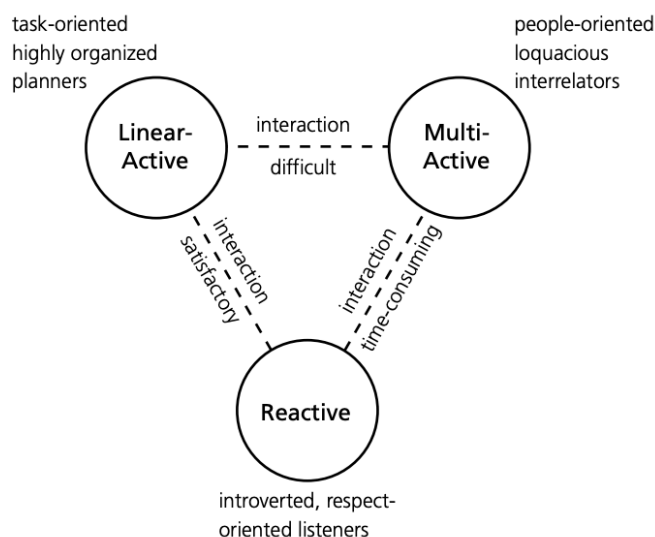 task-oriented
highly organized
planners
people-oriented
loquacious
interrelators
Linear-
Active
interaction
difficult
Multi-
Active
interaction
satisfactory
interaction
time-consuming
Reactive
introverted, respect-
oriented listeners